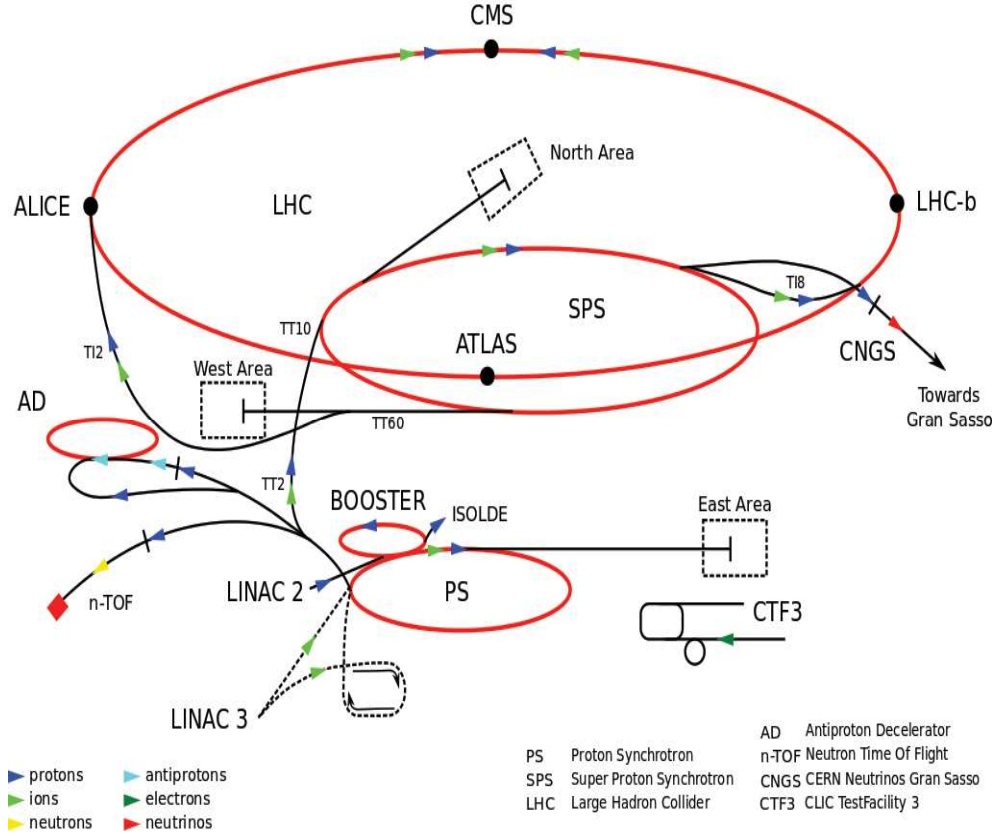 CMS
North Area
ALICE
LHC
LHC-b
TI8
SPS
TT10
ATLAS
CNGS
TI2
West Area
Towards
Gran Sasso
AD
TT60
TT2
BOOSTER
ISOLDE
East Area
LINAC 2
PS
n-TOF
CTF3
LINAC 3
AD Antiproton Decelerator
PS Proton Synchrotron
n-TOF Neutron Time Of Flight
SPS Super Proton Synchrotron
CNGS CERN Neutrinos Gran Sasso
LHC Large Hadron Collider
CTF3 CLIC TestFacility 3
protons
antiprotons
ions
electrons
neutrons
neutrinos